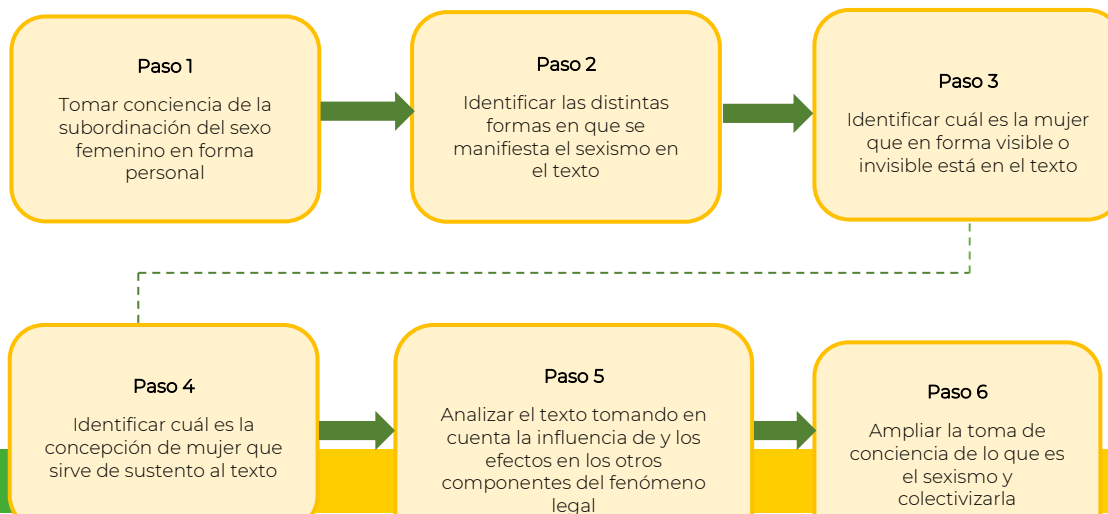 Paso 1
Tomar conciencia de la
subordinación del sexo
femenino en forma
personal
Paso 2
Identificar las distintas
formas en que se
manifiesta el sexismo en
el texto
Paso 3
Identificar cuál es la mujer
que en forma visible o
invisible está en el texto
Paso 4
Identificar cuál es la
concepción de mujer que
sirve de sustento al texto
Paso 5
Analizar el texto tomando en
cuenta la influencia de y los
efectos en los otros
componentes del fenómeno
legal
Paso 6
Ampliar la toma de
conciencia de lo que es
el sexismo y
colectivizarla